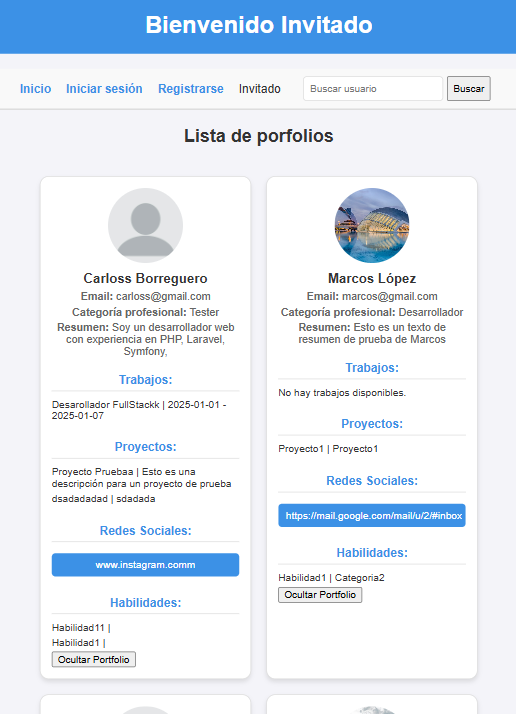 Bienvenido Invitado
Inicio Iniciar sesión Registrarse Invitado Buscar usuario Buscar
Lista de porfolios
Carloss Borreguero
Email: carloss@gmail.com
Categoría profesional: Tester
Resumen: Soy un desarrollador web
con experiencia en PHP, Laravel,
Symfony,
Trabajos:
Desarollador FullStackk | 2025-01-01 -
2025-01-07
Proyectos:
Proyecto Pruebaa | Esto es una
descripción para un proyecto de prueba
dsadadadad | sdadada
Redes Sociales:
www.instagram.comm
Habilidades:
Habilidad11 |
Habilidad1 |
Ocultar Portfolio
Marcos López
Email: marcos@gmail.com
Categoría profesional: Desarrollador
Resumen: Esto es un texto de
resumen de prueba de Marcos
Trabajos:
No hay trabajos disponibles.
Proyectos:
Proyecto1 | Proyecto1
Redes Sociales:
https://mail.google.com/mail/u/2/#inbox
Habilidades:
Habilidad1 | Categoria2
Ocultar Portfolio